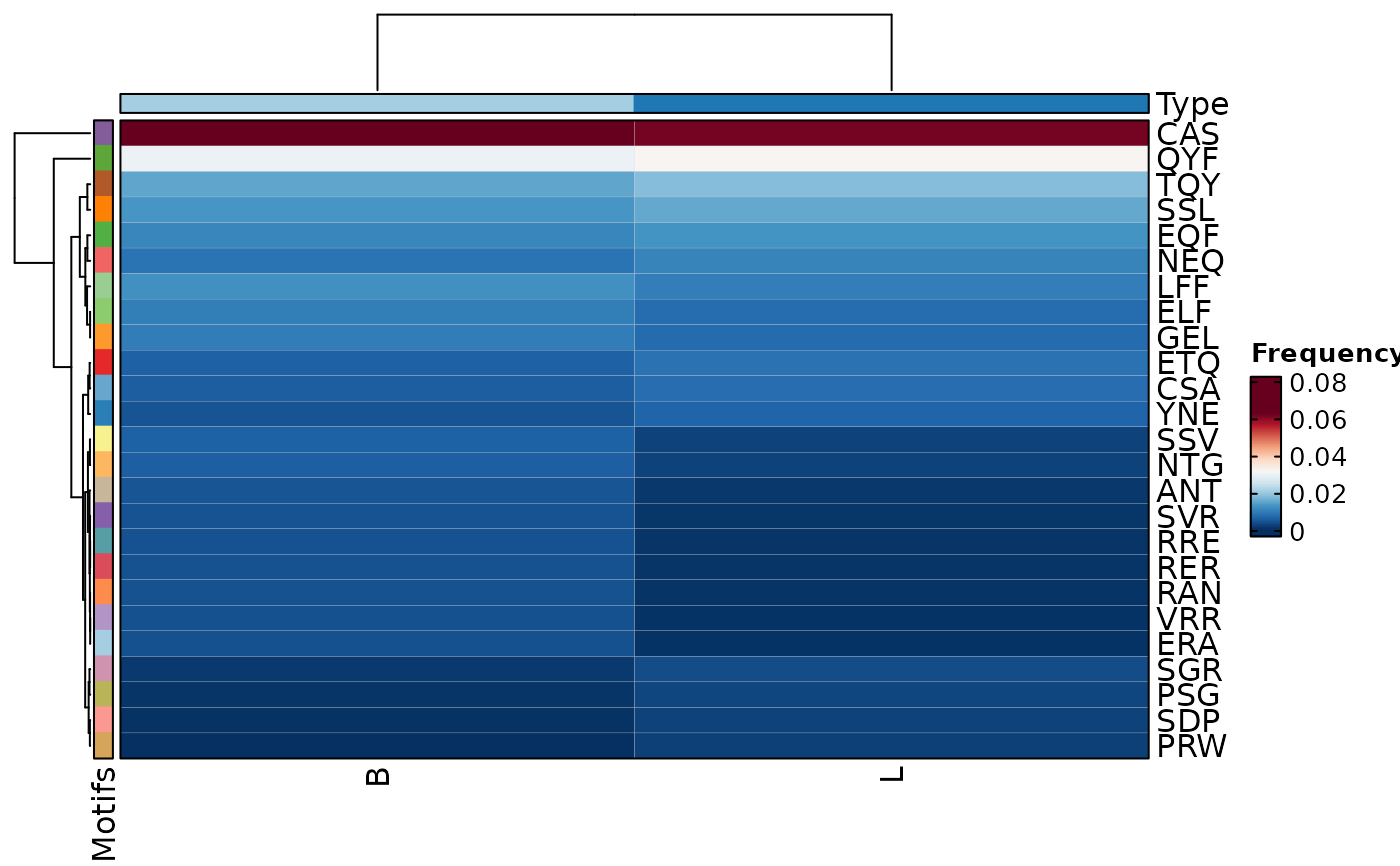 Type
CAS
QYF
TQY
SSL
EQF
NEQ
LFF
ELF
GEL
ETQ
CSA
YNE
SSV
NTG
ANT
SVR
RRE
RER
RAN
VRR
ERA
SGR
PSG
SDP
PRW
Motifs
B
L
Frequency
0.08
0.06
0.04
0.02
0